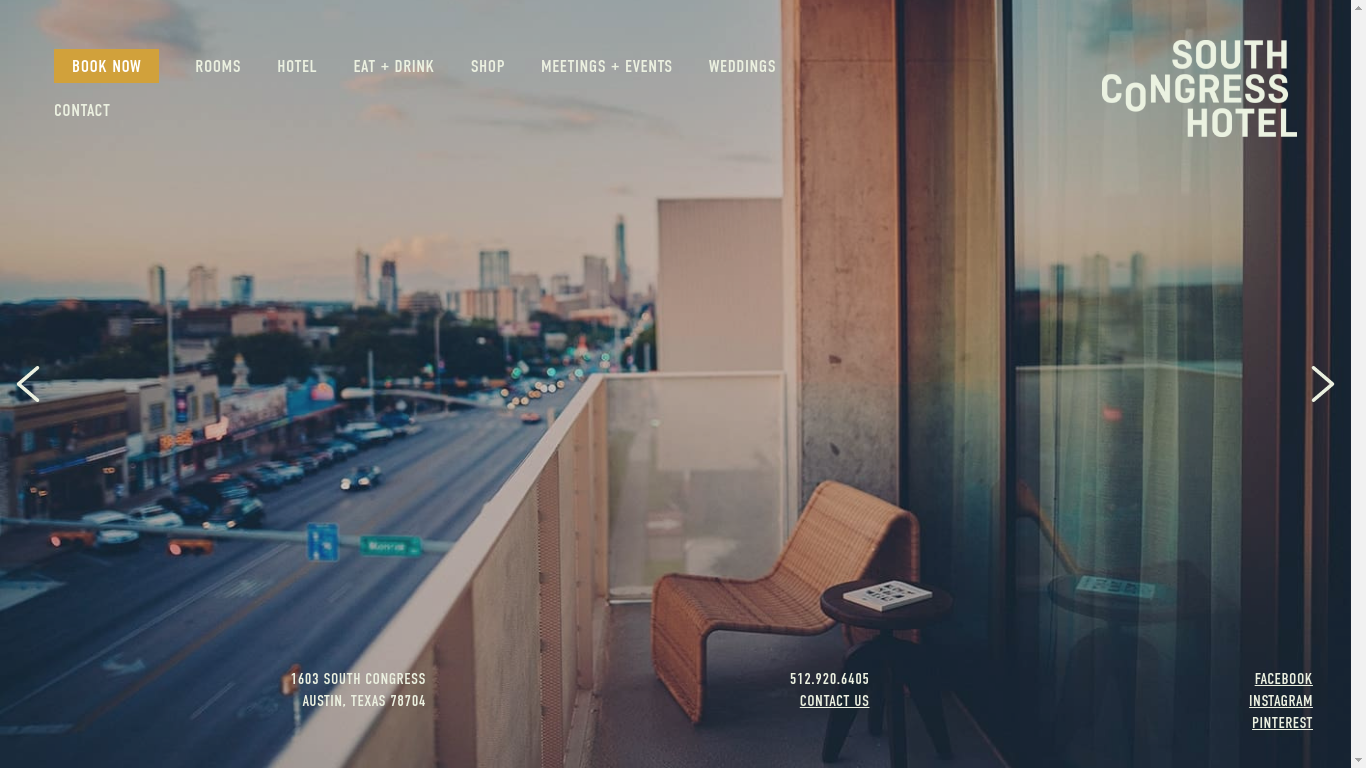 BOOK NOW
ROOMS
HOTEL
EAT + DRINK
SHOP
MEETINGS + EVENTS
WEDDINGS
CONTACT
SOUTH
CONGRESS
HOTEL
1603 SOUTH CONGRESS
AUSTIN, TEXAS 78704
512.920.6405
CONTACT US
FACEBOOK
INSTAGRAM
PINTEREST